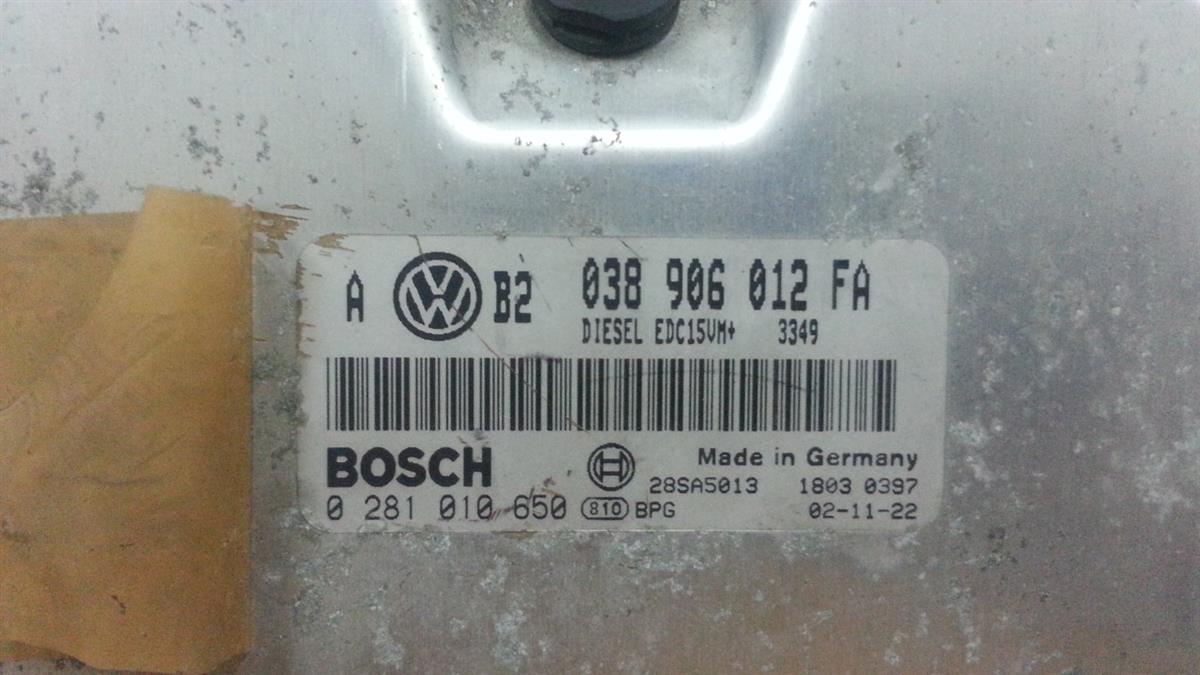 A VW B2 038 906 012 FA
DIESEL EDC15VM+ 3349
BOSCH
Made in Germany
28SA5013 1803 0397
0 281 010 650 810 BPG 02-11-22